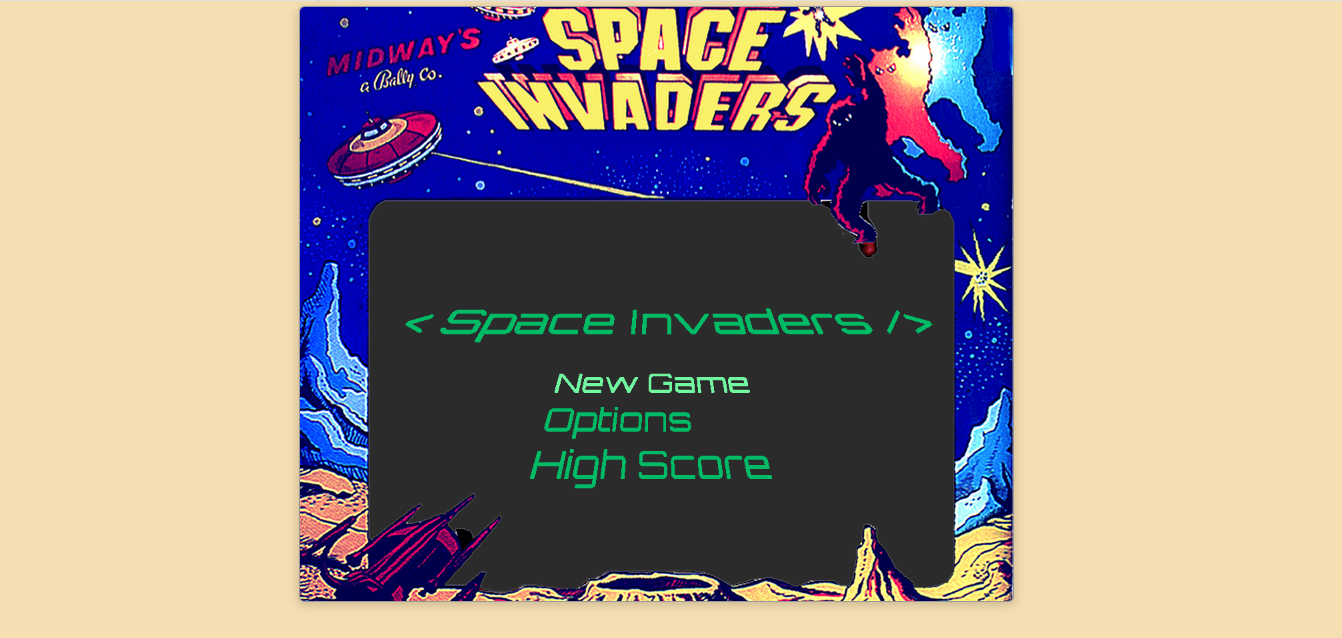 SPACE
INVADERS
MIDWAY'S
a Bally Co.
< Space Invaders />
New Game
Options
High Score